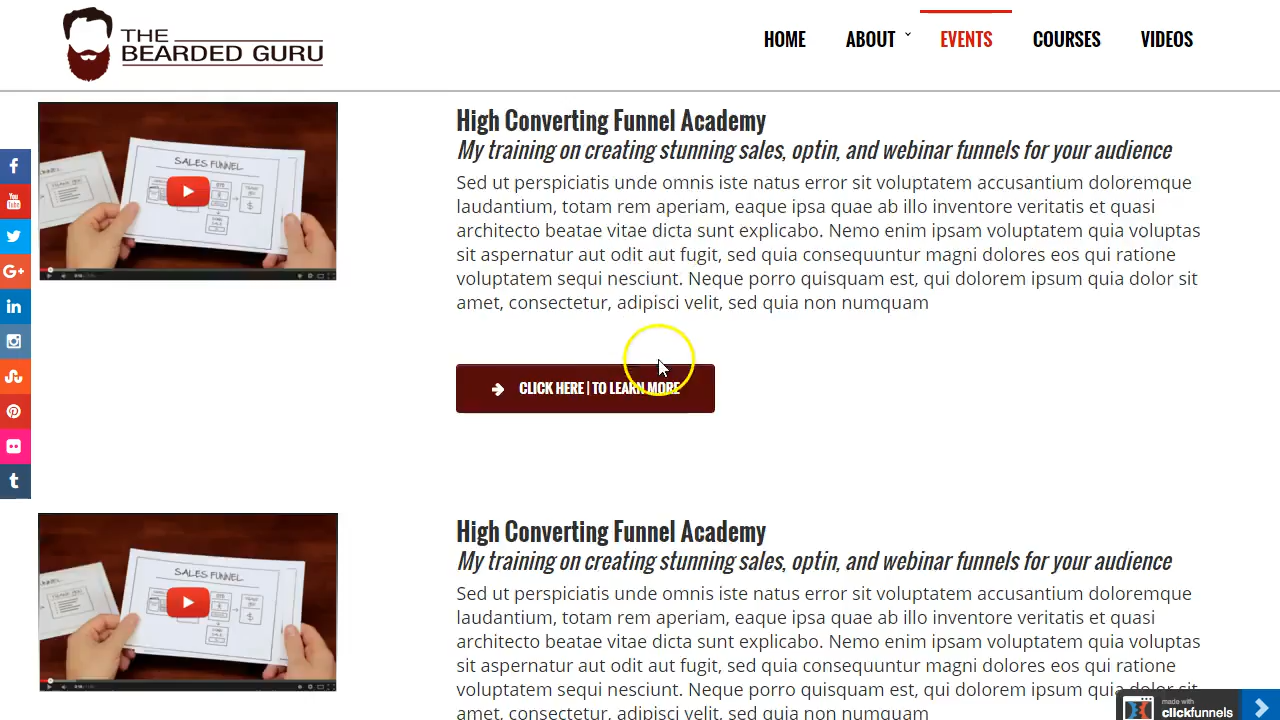 THE
BEARDED GURU
HOME ABOUT EVENTS COURSES VIDEOS
SALES FUNNEL
High Converting Funnel Academy
My training on creating stunning sales, optin, and webinar funnels for your audience
Sed ut perspiciatis unde omnis iste natus error sit voluptatem accusantium doloremque
laudantium, totam rem aperiam, eaque ipsa quae ab illo inventore veritatis et quasi
architecto beatae vitae dicta sunt explicabo. Nemo enim ipsam voluptatem quia voluptas
sit aspernatur aut odit aut fugit, sed quia consequuntur magni dolores eos qui ratione
voluptatem sequi nesciunt. Neque porro quisquam est, qui dolorem ipsum quia dolor sit
amet, consectetur, adipisci velit, sed quia non numquam
CLICK HERE | TO LEARN MORE
SALES FUNNEL
High Converting Funnel Academy
My training on creating stunning sales, optin, and webinar funnels for your audience
Sed ut perspiciatis unde omnis iste natus error sit voluptatem accusantium doloremque
laudantium, totam rem aperiam, eaque ipsa quae ab illo inventore veritatis et quasi
architecto beatae vitae dicta sunt explicabo. Nemo enim ipsam voluptatem quia voluptas
sit aspernatur aut odit aut fugit, sed quia consequuntur magni dolores eos qui ratione
voluptatem sequi nesciunt. Neque porro quisquam est, qui dolorem ipsum quia dolor sit
amet, consectetur, adipisci velit, sed quia non numquam
made with
clickfunnels